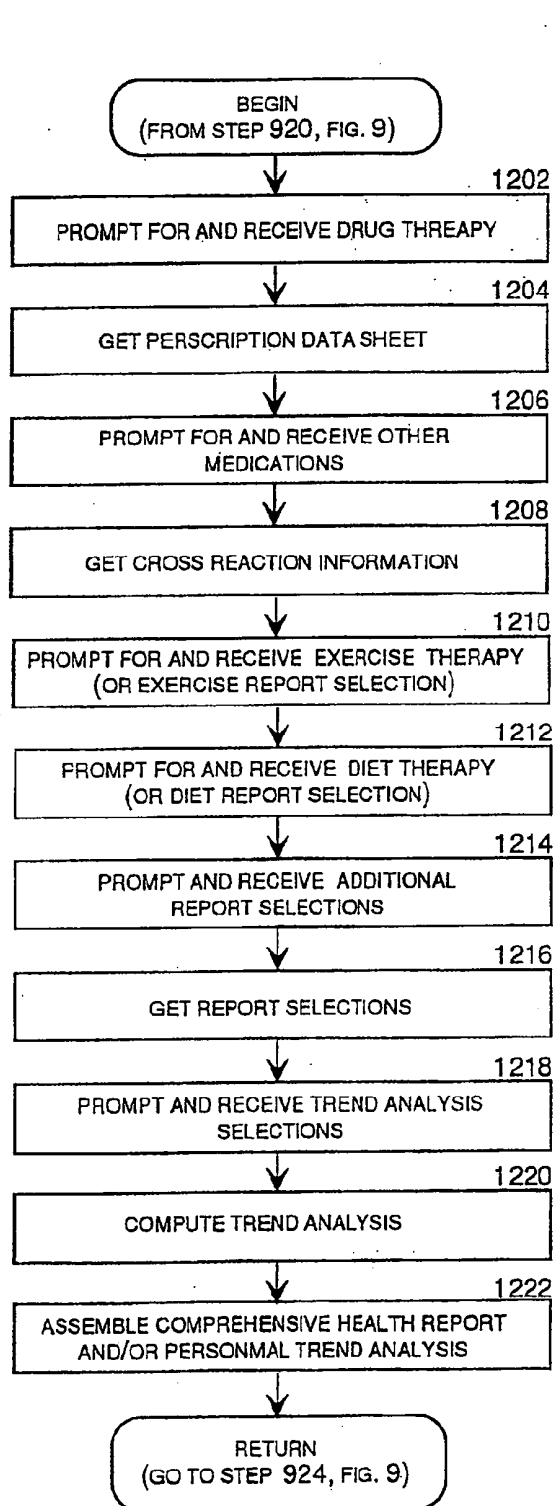 BEGIN
(FROM STEP 920, FIG. 9)
1202
PROMPT FOR AND RECEIVE DRUG THREAPY
1204
GET PERSCRIPTION DATA SHEET
1206
PROMPT FOR AND RECEIVE OTHER
MEDICATIONS
1208
GET CROSS REACTION INFORMATION
1210
PROMPT FOR AND RECEIVE EXERCISE THERAPY
(OR EXERCISE REPORT SELECTION)
1212
PROMPT FOR AND RECEIVE DIET THERAPY
(OR DIET REPORT SELECTION)
1214
PROMPT AND RECEIVE ADDITIONAL
REPORT SELECTIONS
1216
GET REPORT SELECTIONS
1218
PROMPT AND RECEIVE TREND ANALYSIS
SELECTIONS
1220
COMPUTE TREND ANALYSIS
1222
ASSEMBLE COMPREHENSIVE HEALTH REPORT
AND/OR PERSONMAL TREND ANALYSIS
RETURN
(GO TO STEP 924, FIG. 9)